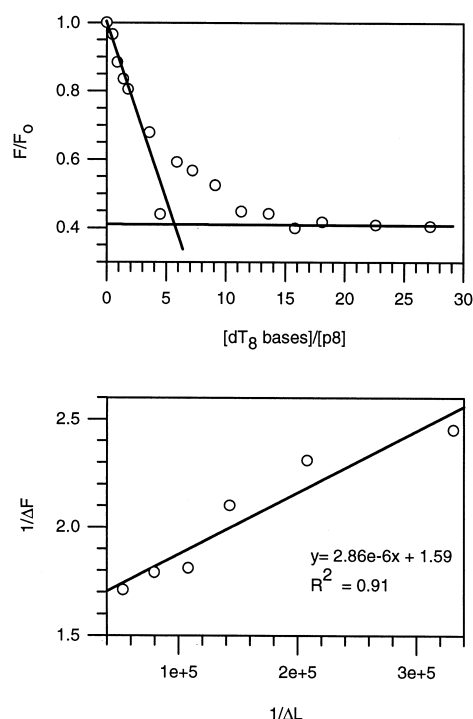 1.0
0.8
0.6
0.4
F/Fo
0 5 10 15 20 25 30
[dT8 bases]/[p8]
2.5
2.0
1.5
1/ΔF
y= 2.86e-6x + 1.59
R2 = 0.91
1e+5 2e+5 3e+5
1/ΔL